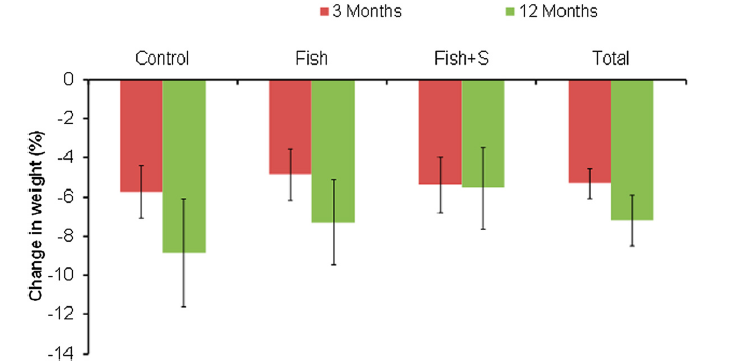 3 Months 12 Months
Control Fish Fish+S Total
Change in weight (%)
0
-2
-4
-6
-8
-10
-12
-14